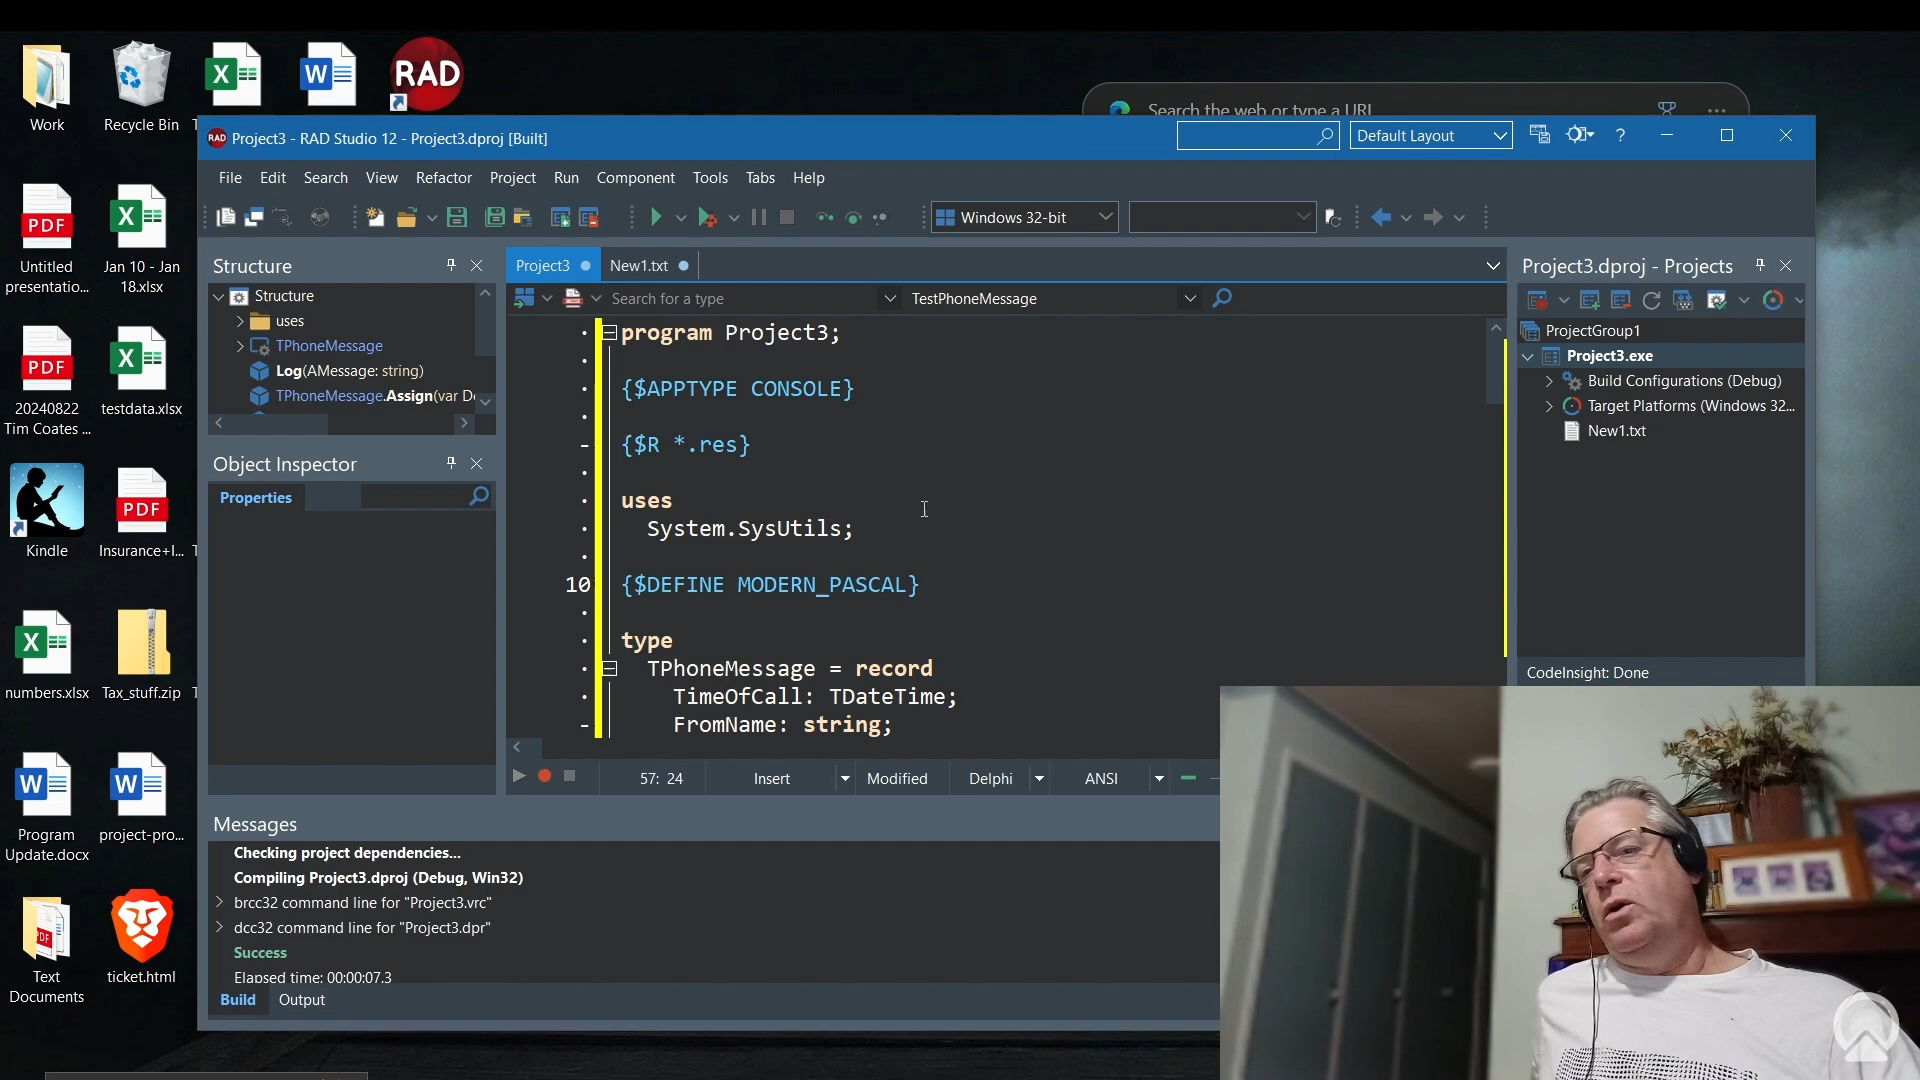 Work
Recycle Bin
RAD
Search the web or type a URL
RAD Project3 - RAD Studio 12 - Project3.dproj [Built]
Default Layout
?
File Edit Search View Refactor Project Run Component Tools Tabs Help
Windows 32-bit
Structure
Structure
uses
TPhoneMessage
Log(AMessage: string)
TPhoneMessage.Assign(var De
Object Inspector
Properties
Project3
New1.txt
Search for a type
TestPhoneMessage
program Project3;
{$APPTYPE CONSOLE}
{$R *.res}
uses
System.SysUtils;
10 {$DEFINE MODERN_PASCAL}
type
TPhoneMessage = record
TimeOfCall: TDateTime;
FromName: string;
57: 24
Insert
Modified
Delphi
ANSI
Project3.dproj - Projects
ProjectGroup1
Project3.exe
Build Configurations (Debug)
Target Platforms (Windows 32...
New1.txt
CodeInsight: Done
Messages
Checking project dependencies...
Compiling Project3.dproj (Debug, Win32)
brcc32 command line for "Project3.vrc"
dcc32 command line for "Project3.dpr"
Success
Elapsed time: 00:00:07.3
Build
Output
PDF
Untitled
presentatio...
X
Jan 10 - Jan
18.xlsx
PDF
20240822
Tim Coates ...
X
testdata.xlsx
Kindle
PDF
Insurance+I...
X
numbers.xlsx
Tax_stuff.zip
W
Program
Update.docx
W
project-pro...
PDF
Text
Documents
ticket.html
X
W